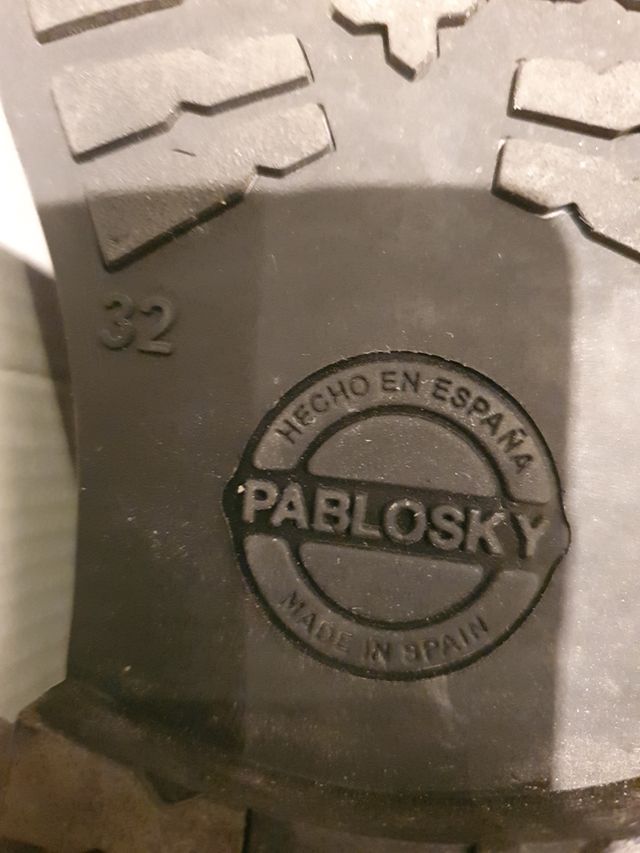 32
HECHO EN ESPAÑA
PABLOSKY
MADE IN SPAIN